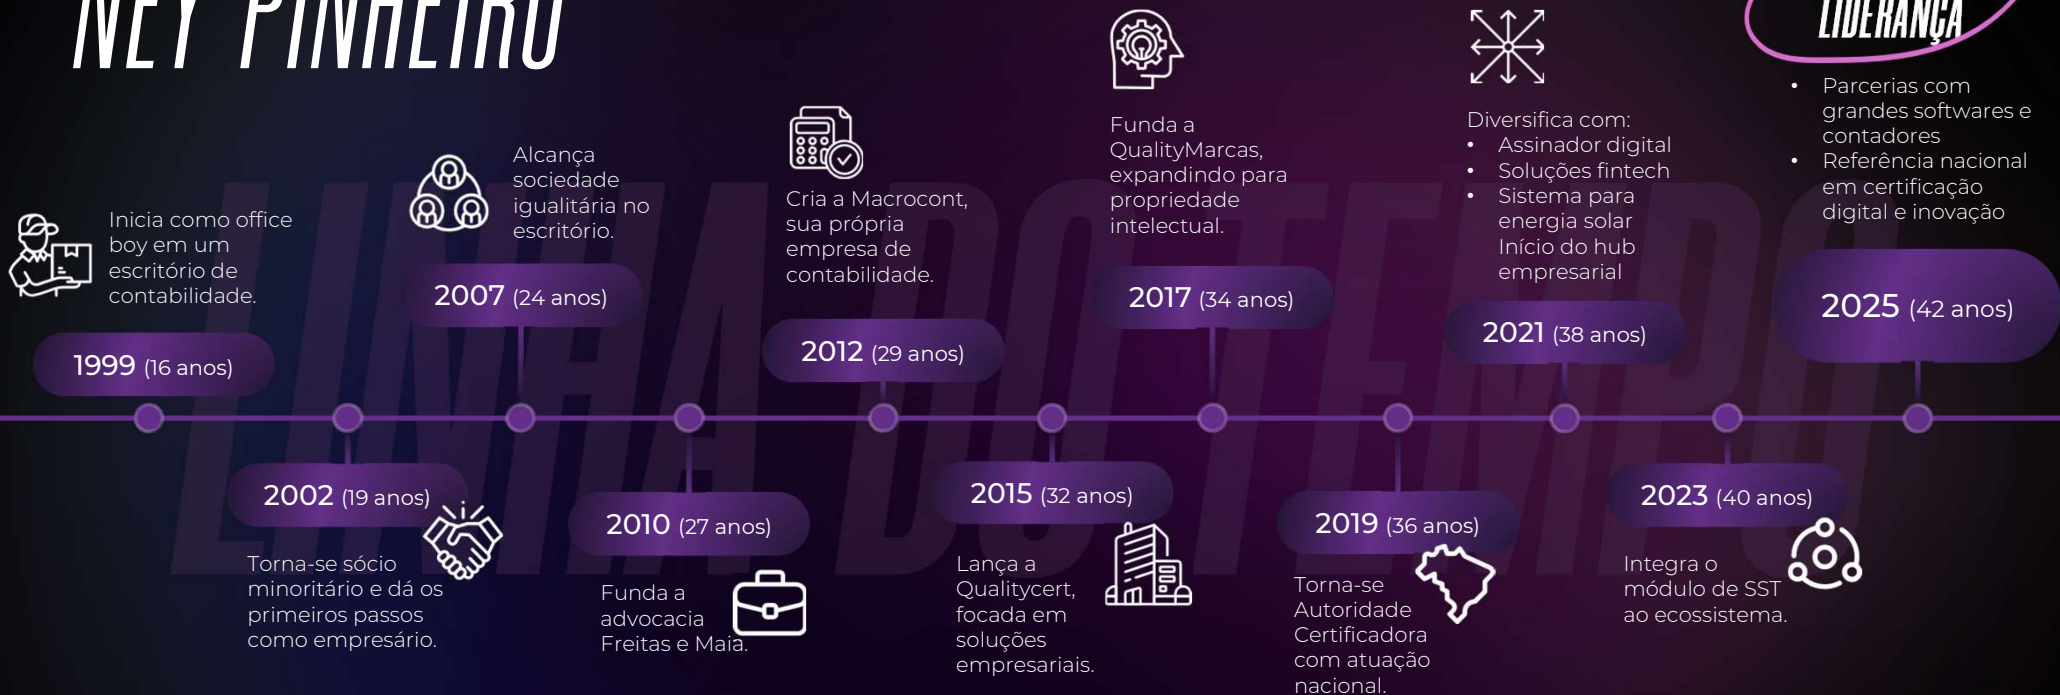 NEY PINHEIRO
LIDERANÇA
LINHA DO TEMPO
Inicia como office
boy em um
escritório de
contabilidade.
1999 (16 anos)
2002 (19 anos)
Torna-se sócio
minoritário e dá os
primeiros passos
como empresário.
Alcança
sociedade
igualitária no
escritório.
2007 (24 anos)
2010 (27 anos)
Funda a
advocacia
Freitas e Maia.
Cria a Macrocont,
sua própria
empresa de
contabilidade.
2012 (29 anos)
2015 (32 anos)
Lança a
Qualitycert,
focada em
soluções
empresariais.
Funda a
QualityMarcas,
expandindo para
propriedade
intelectual.
2017 (34 anos)
2019 (36 anos)
Torna-se
Autoridade
Certificadora
com atuação
nacional.
Diversifica com:
• Assinador digital
• Soluções fintech
• Sistema para
energia solar
Início do hub
empresarial
2021 (38 anos)
2023 (40 anos)
Integra o
módulo de SST
ao ecossistema.
• Parcerias com
grandes softwares e
contadores
• Referência nacional
em certificação
digital e inovação
2025 (42 anos)